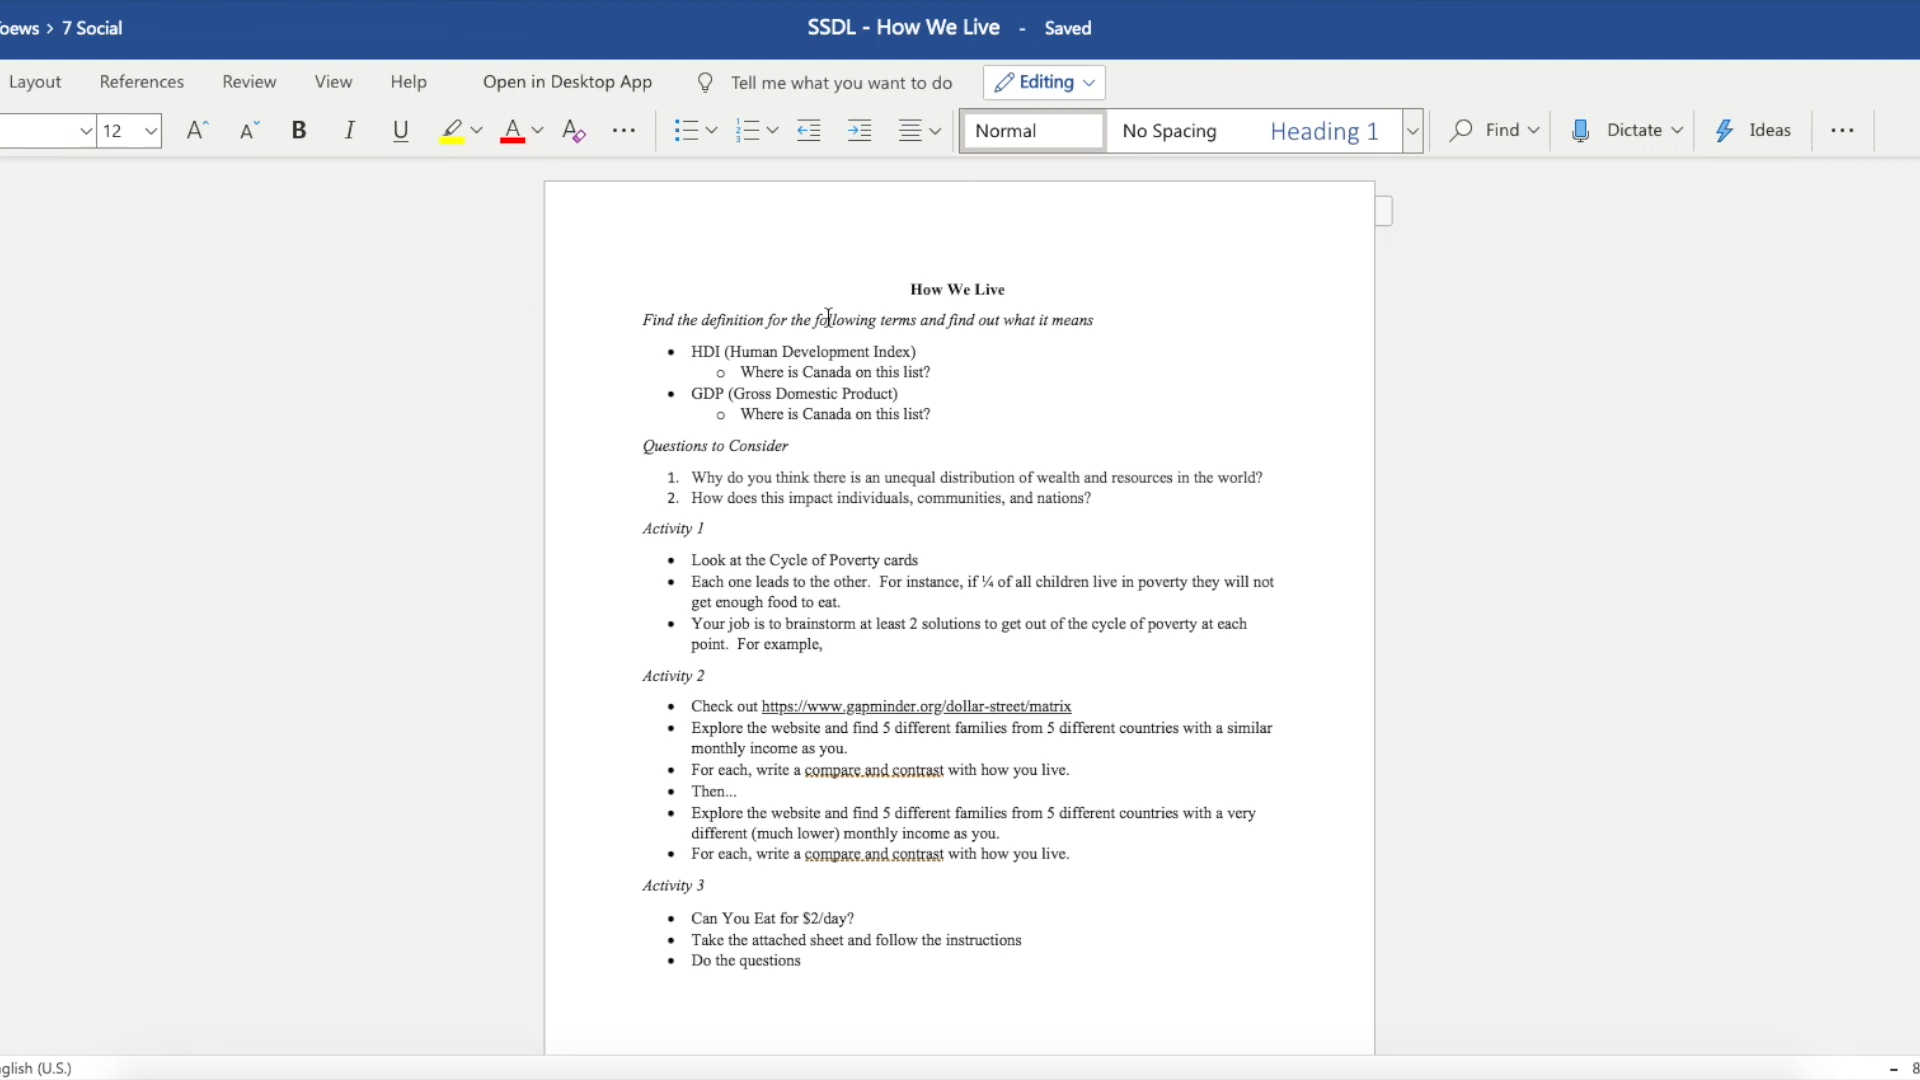 7 Social
SSDL - How We Live - Saved
Layout References Review View Help Open in Desktop App Tell me what you want to do Editing
12 A A B I U A A Normal No Spacing Heading 1 Find Dictate Ideas
How We Live
Find the definition for the following terms and find out what it means
• HDI (Human Development Index)
o Where is Canada on this list?
• GDP (Gross Domestic Product)
o Where is Canada on this list?
Questions to Consider
1. Why do you think there is an unequal distribution of wealth and resources in the world?
2. How does this impact individuals, communities, and nations?
Activity 1
• Look at the Cycle of Poverty cards
• Each one leads to the other. For instance, if ¼ of all children live in poverty they will not
get enough food to eat.
• Your job is to brainstorm at least 2 solutions to get out of the cycle of poverty at each
point. For example,
Activity 2
• Check out https://www.gapminder.org/dollar-street/matrix
• Explore the website and find 5 different families from 5 different countries with a similar
monthly income as you.
• For each, write a compare and contrast with how you live.
• Then...
• Explore the website and find 5 different families from 5 different countries with a very
different (much lower) monthly income as you.
• For each, write a compare and contrast with how you live.
Activity 3
• Can You Eat for $2/day?
• Take the attached sheet and follow the instructions
• Do the questions
(U.S.)